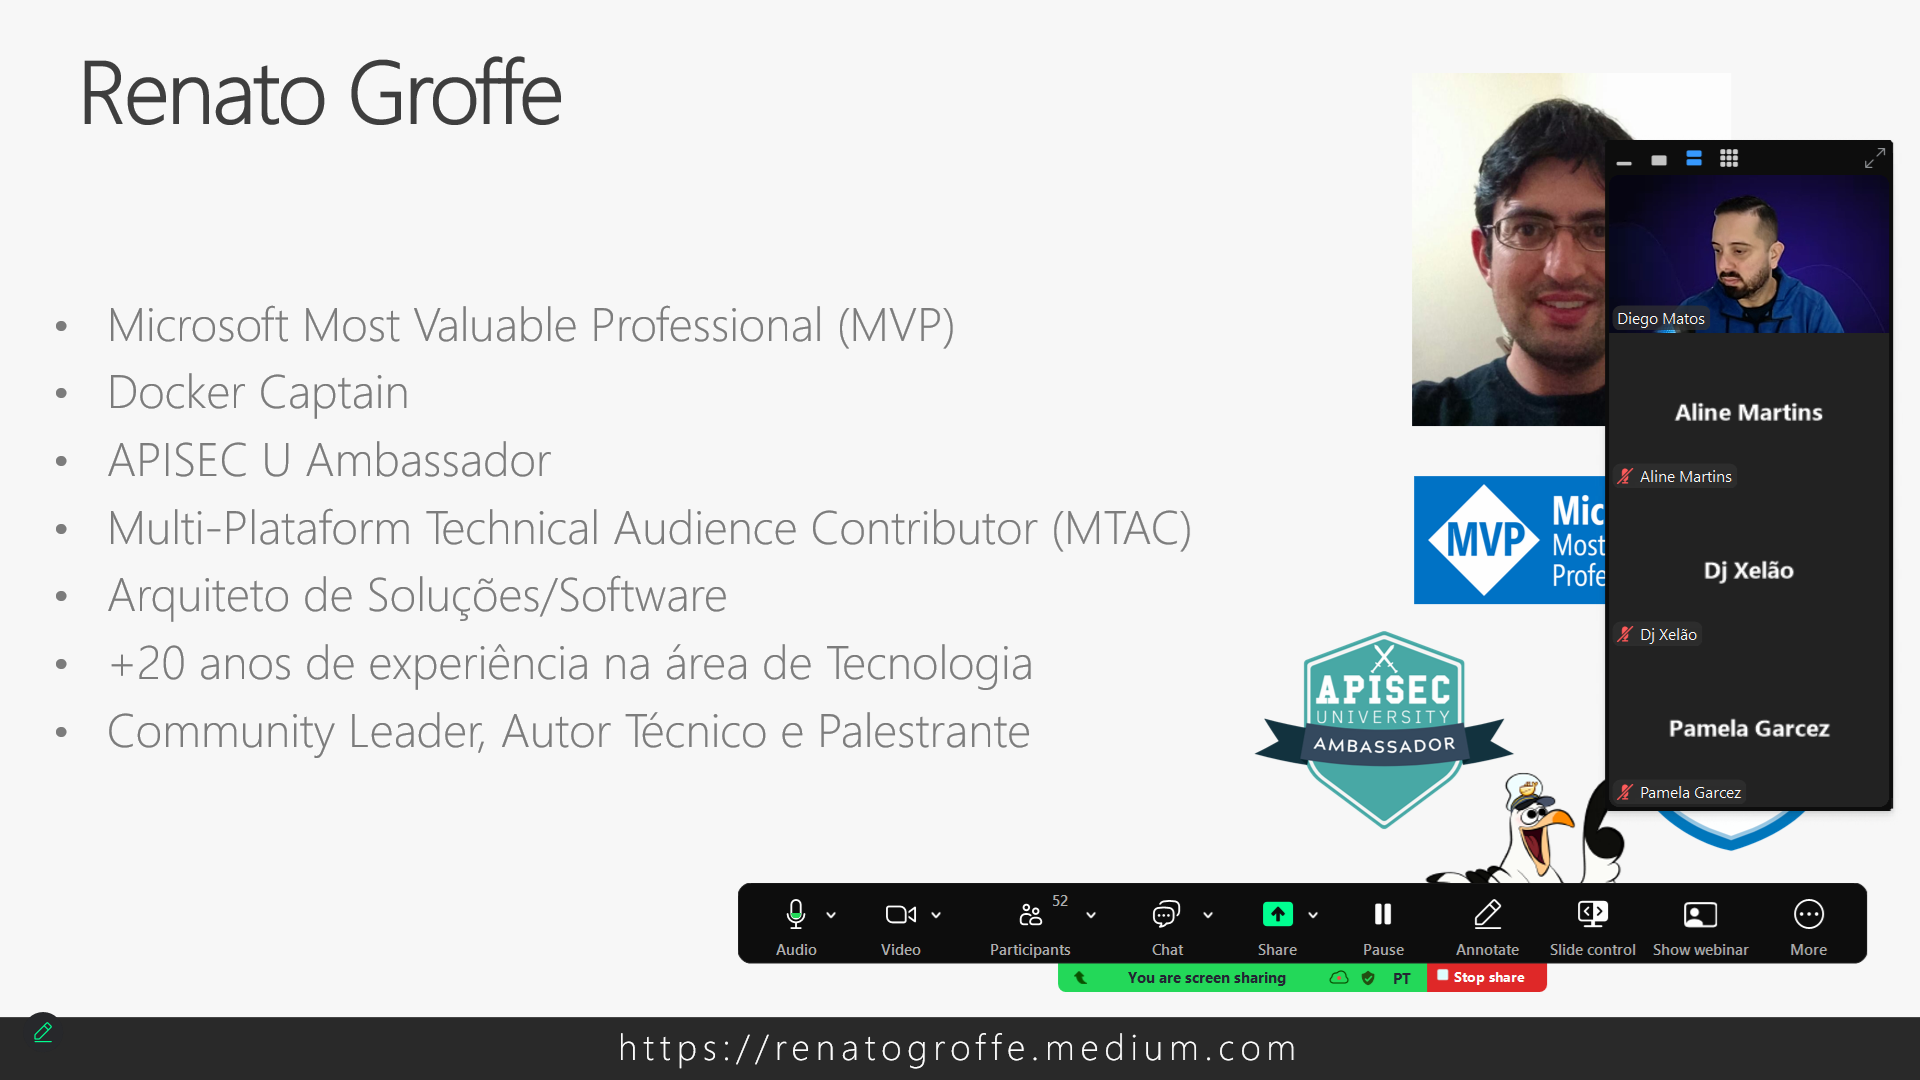 Renato Groffe
• Microsoft Most Valuable Professional (MVP)
• Docker Captain
• APISEC U Ambassador
• Multi-Plataform Technical Audience Contributor (MTAC)
• Arquiteto de Soluções/Software
• +20 anos de experiência na área de Tecnologia
• Community Leader, Autor Técnico e Palestrante
Diego Matos
Aline Martins
Aline Martins
Dj Xelão
Dj Xelão
Pamela Garcez
Pamela Garcez
MVP
Mic
Most
Profe
APISEC
UNIVERSITY
AMBASSADOR
52
Audio Video Participants Chat Share Pause Annotate Slide control Show webinar More
You are screen sharing PT Stop share
https://renatogroffe.medium.com